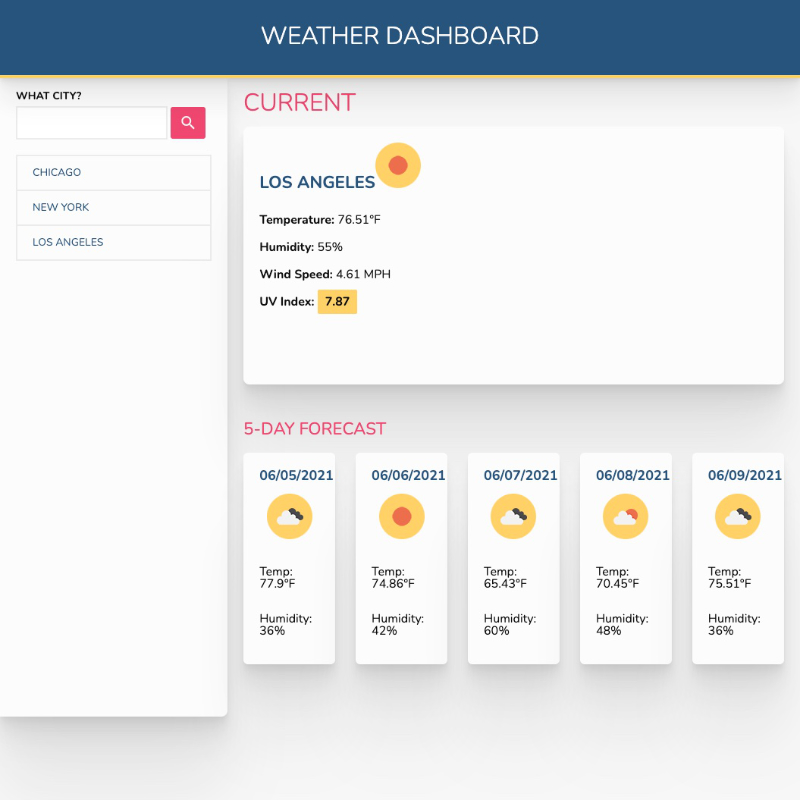 WEATHER DASHBOARD
WHAT CITY?
CHICAGO
NEW YORK
LOS ANGELES
CURRENT
LOS ANGELES
Temperature: 76.51°F
Humidity: 55%
Wind Speed: 4.61 MPH
UV Index: 7.87
5-DAY FORECAST
06/05/2021
Temp:
77.9°F
Humidity:
36%
06/06/2021
Temp:
74.86°F
Humidity:
42%
06/07/2021
Temp:
65.43°F
Humidity:
60%
06/08/2021
Temp:
70.45°F
Humidity:
48%
06/09/2021
Temp:
75.51°F
Humidity:
36%